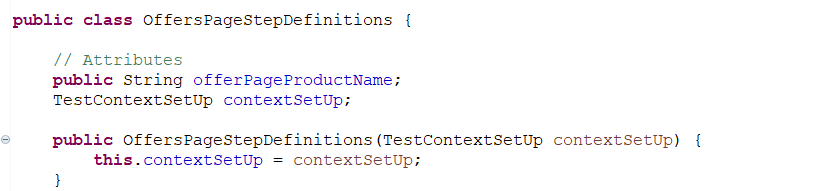 public class OffersPageStepDefinitions {
// Attributes
public String offerPageProductName;
TestContextSetUp contextSetUp;
public OffersPageStepDefinitions(TestContextSetUp contextSetUp) {
this.contextSetUp = contextSetUp;
}